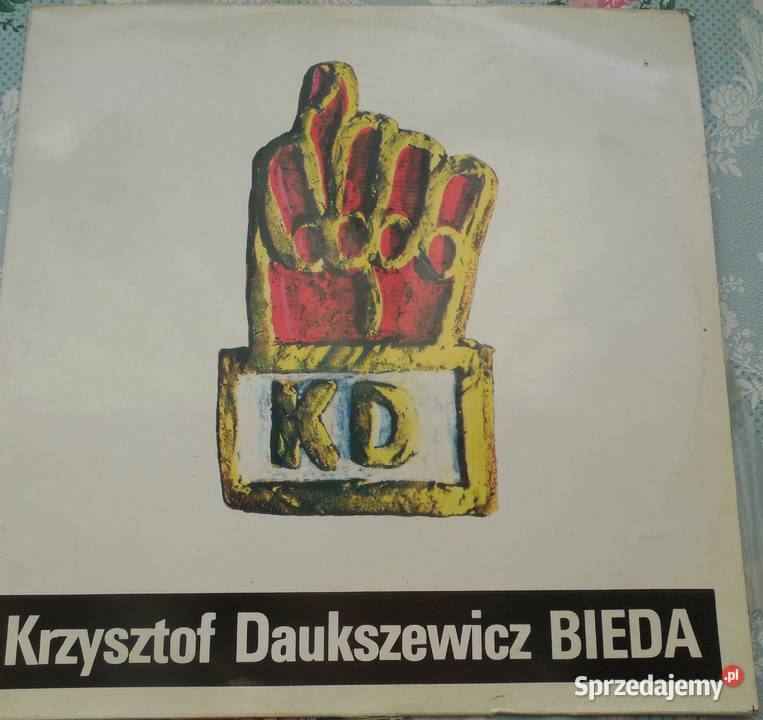 KD
Krzysztof Daukszewicz BIEDA
Sprzedajemy.pl